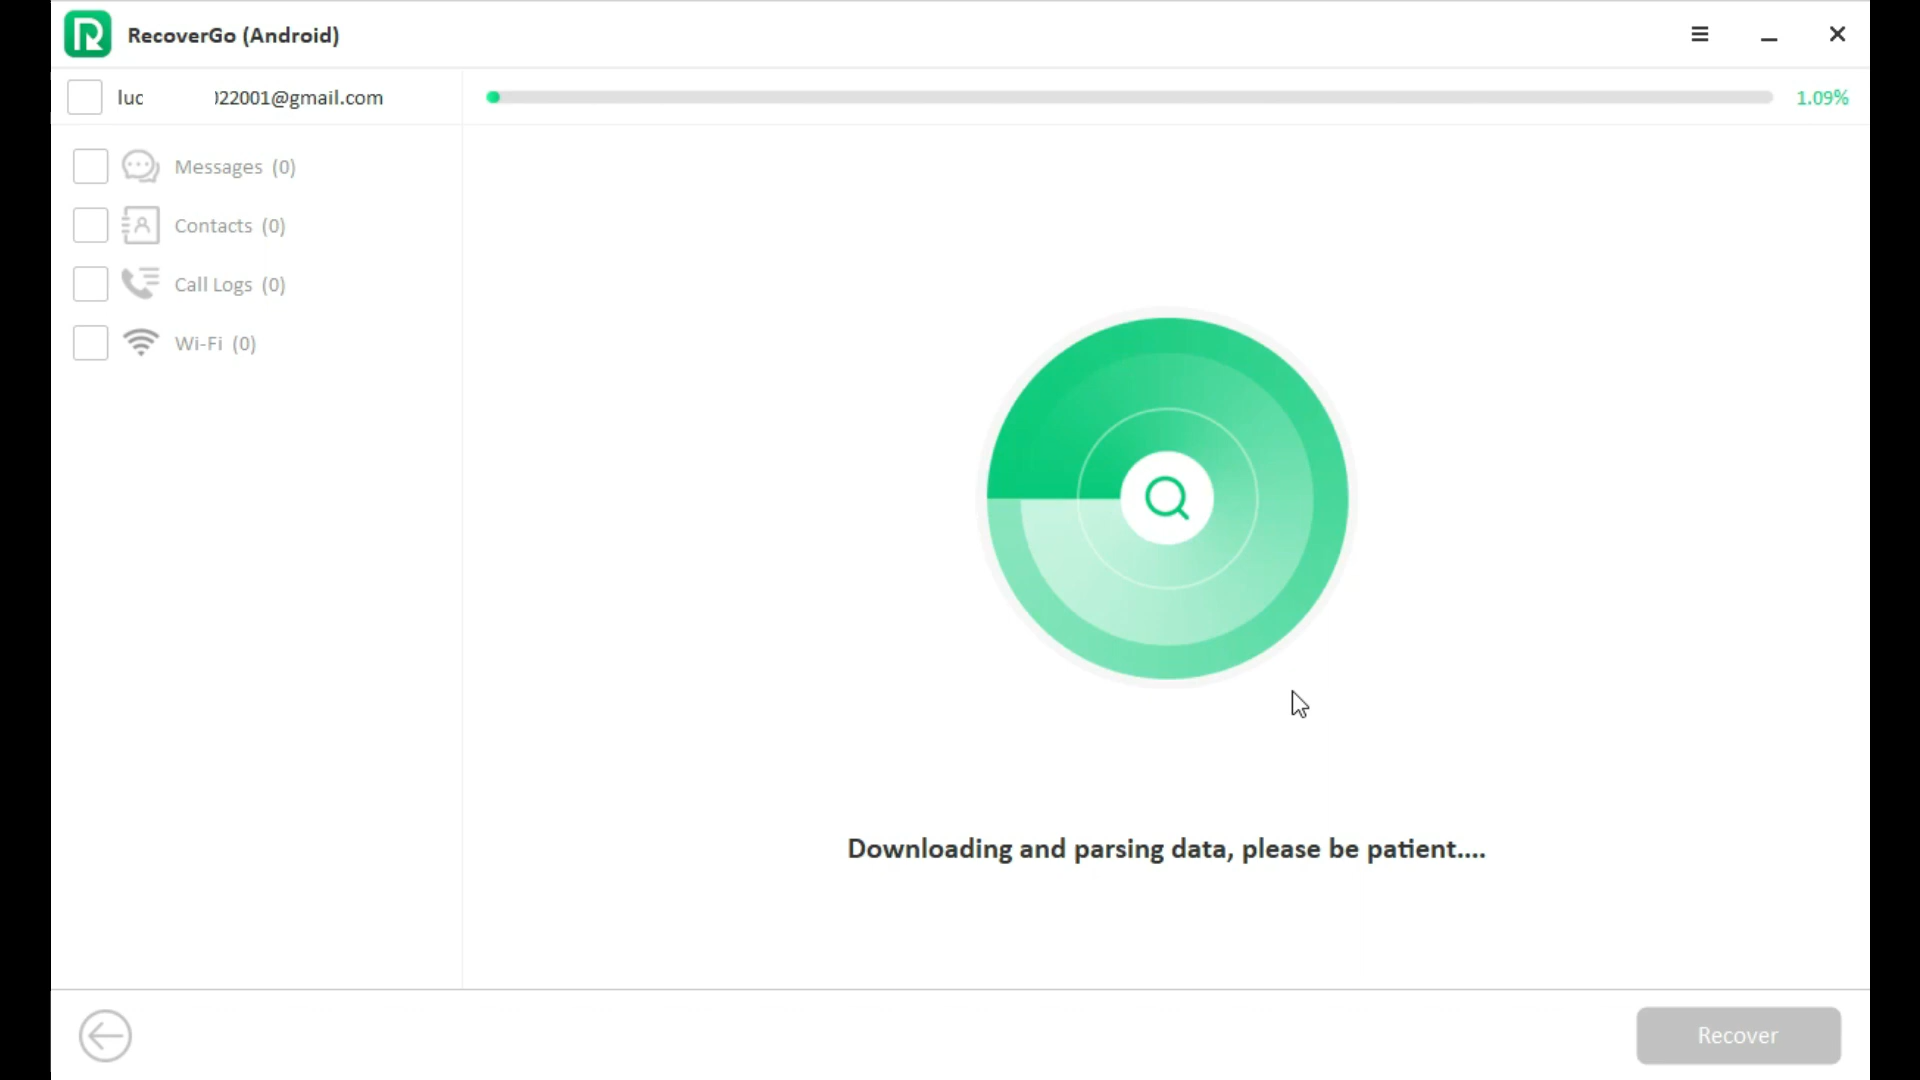 RecoverGo (Android)
luc 022001@gmail.com
1.09%
Messages (0)
Contacts (0)
Call Logs (0)
Wi-Fi (0)
Downloading and parsing data, please be patient....
Recover